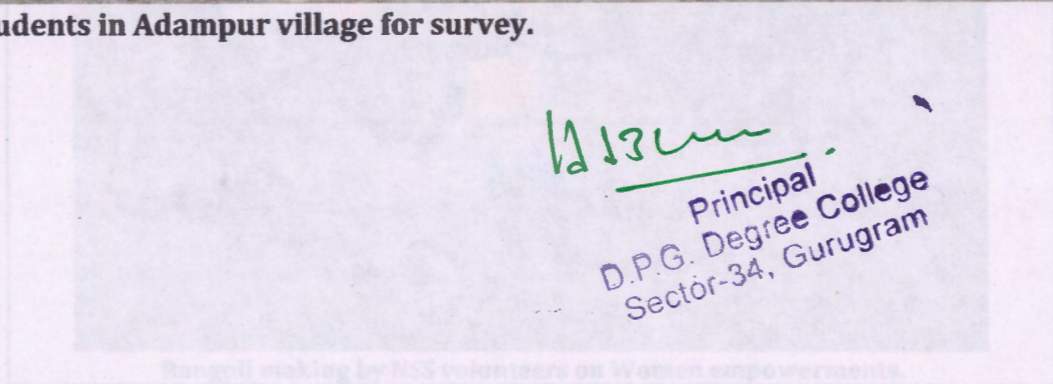 udents in Adampur village for survey.
Principal
D.P.G. Degree College
Sector-34, Gurugram
Rangoli making by NSS volunteers on Women empowerments.